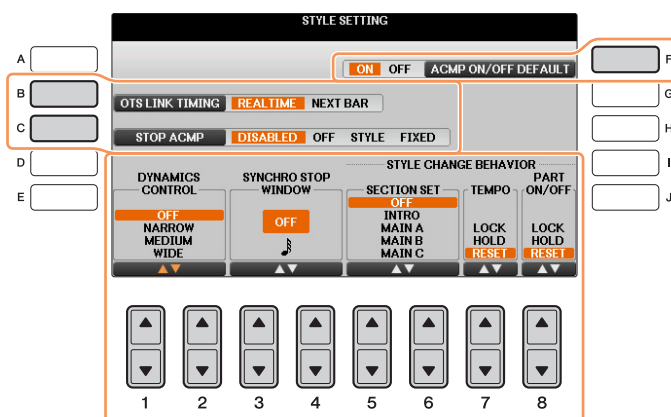 STYLE SETTING
A
ON OFF ACMP ON/OFF DEFAULT
F
B
OTS LINK TIMING REALTIME NEXT BAR
G
C
STOP ACMP DISABLED OFF STYLE FIXED
H
D
I
E
J
STYLE CHANGE BEHAVIOR
DYNAMICS CONTROL
SYNCHRO STOP WINDOW
SECTION SET
TEMPO
PART ON/OFF
OFF
NARROW
MEDIUM
WIDE
OFF
OFF
INTRO
MAIN A
MAIN B
MAIN C
LOCK
HOLD
RESET
LOCK
HOLD
RESET
1 2 3 4 5 6 7 8